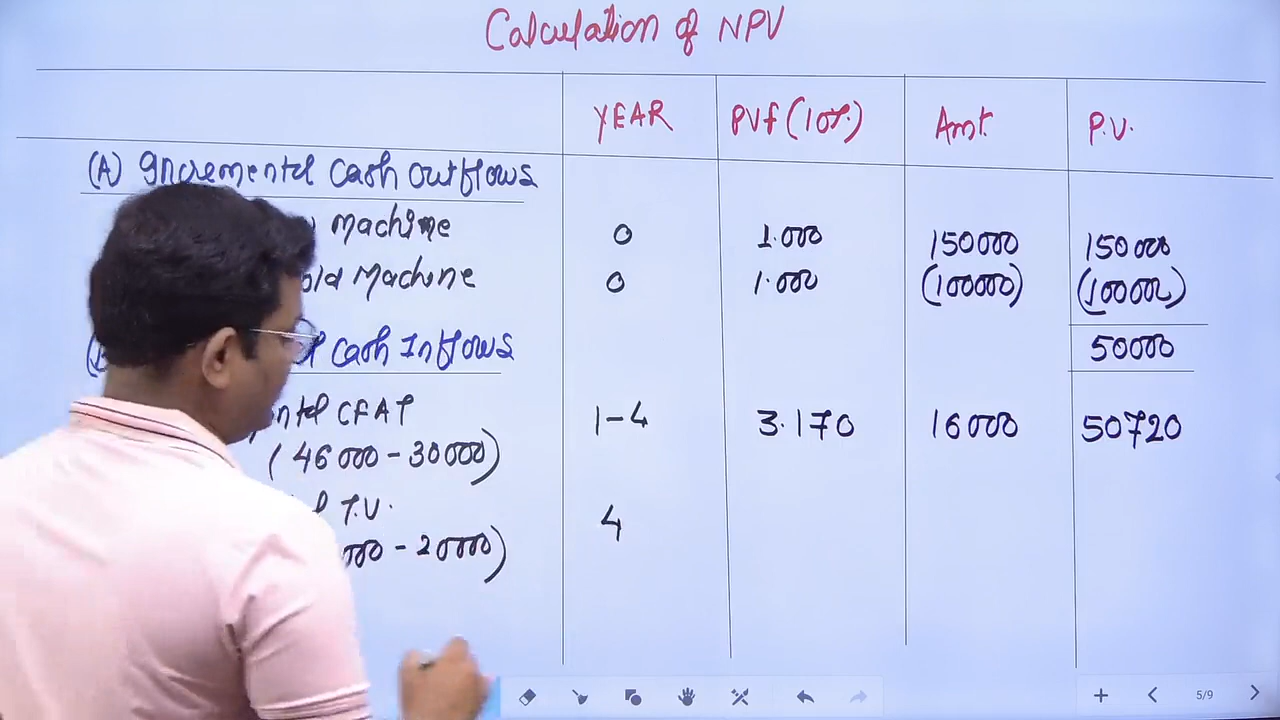 Calculation of NPV
YEAR PVf (10%) Amt. P.V.
(A) Incremental Cash Outflows
Machine 0 1.000 150000 150000
old Machine 0 1.000 (100000) (100000)
Cash Inflows 50000
CFAT 1-4 3.170 16000 50720
(46000-30000)
T.V. 4
000-20000)
5/9